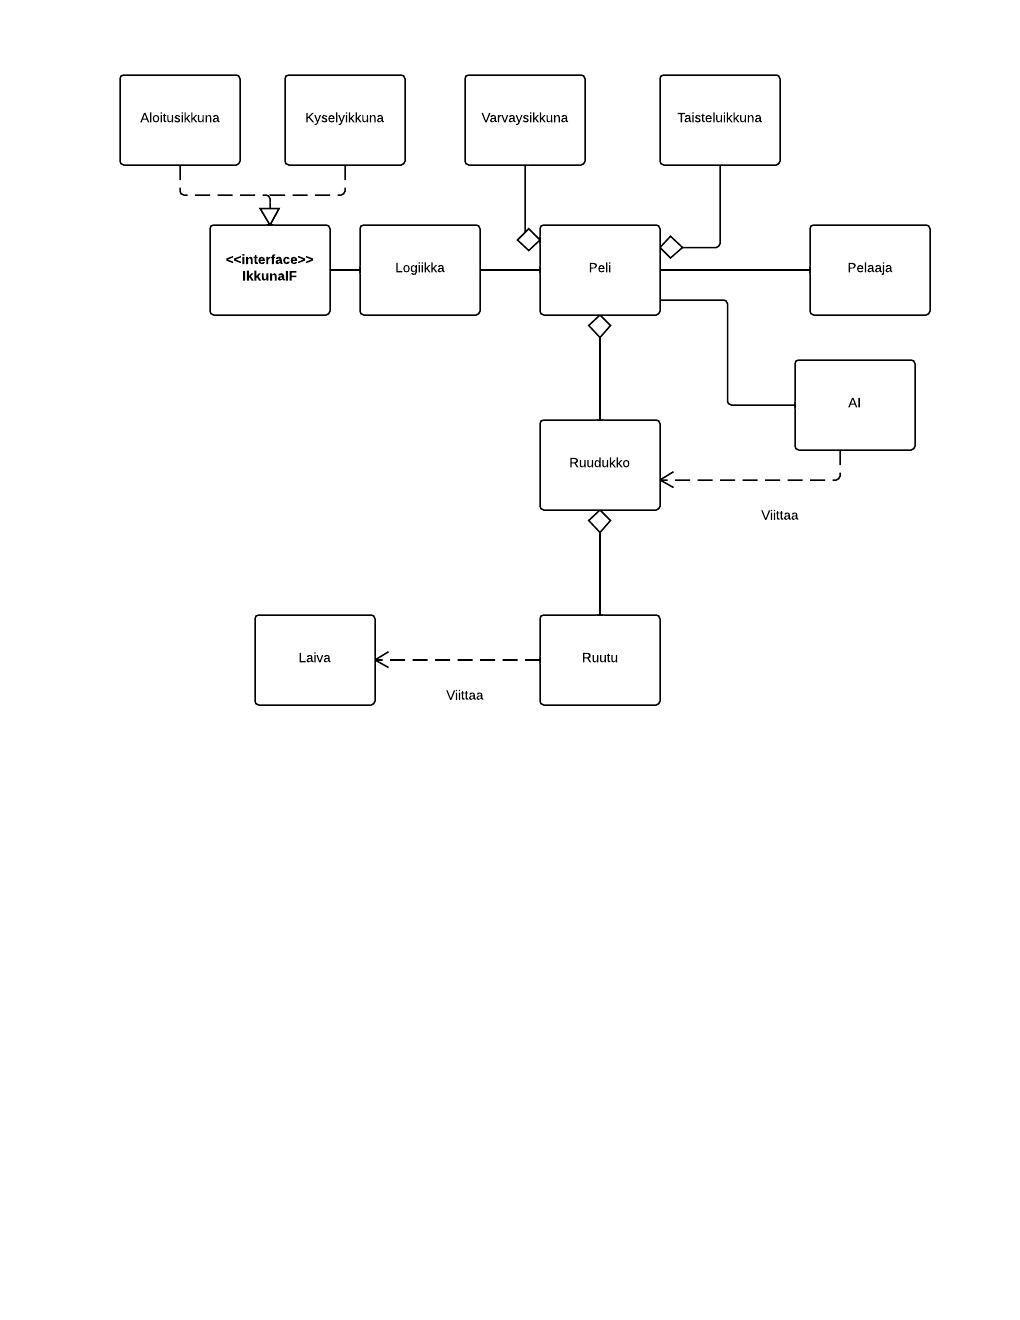 Aloitusikkuna
Kyselyikkuna
Varvaysikkuna
Taisteluikkuna
<<interface>>
IkkunaIF
Logiikka
Peli
Pelaaja
AI
Ruudukko
Viittaa
Laiva
Ruutu
Viittaa